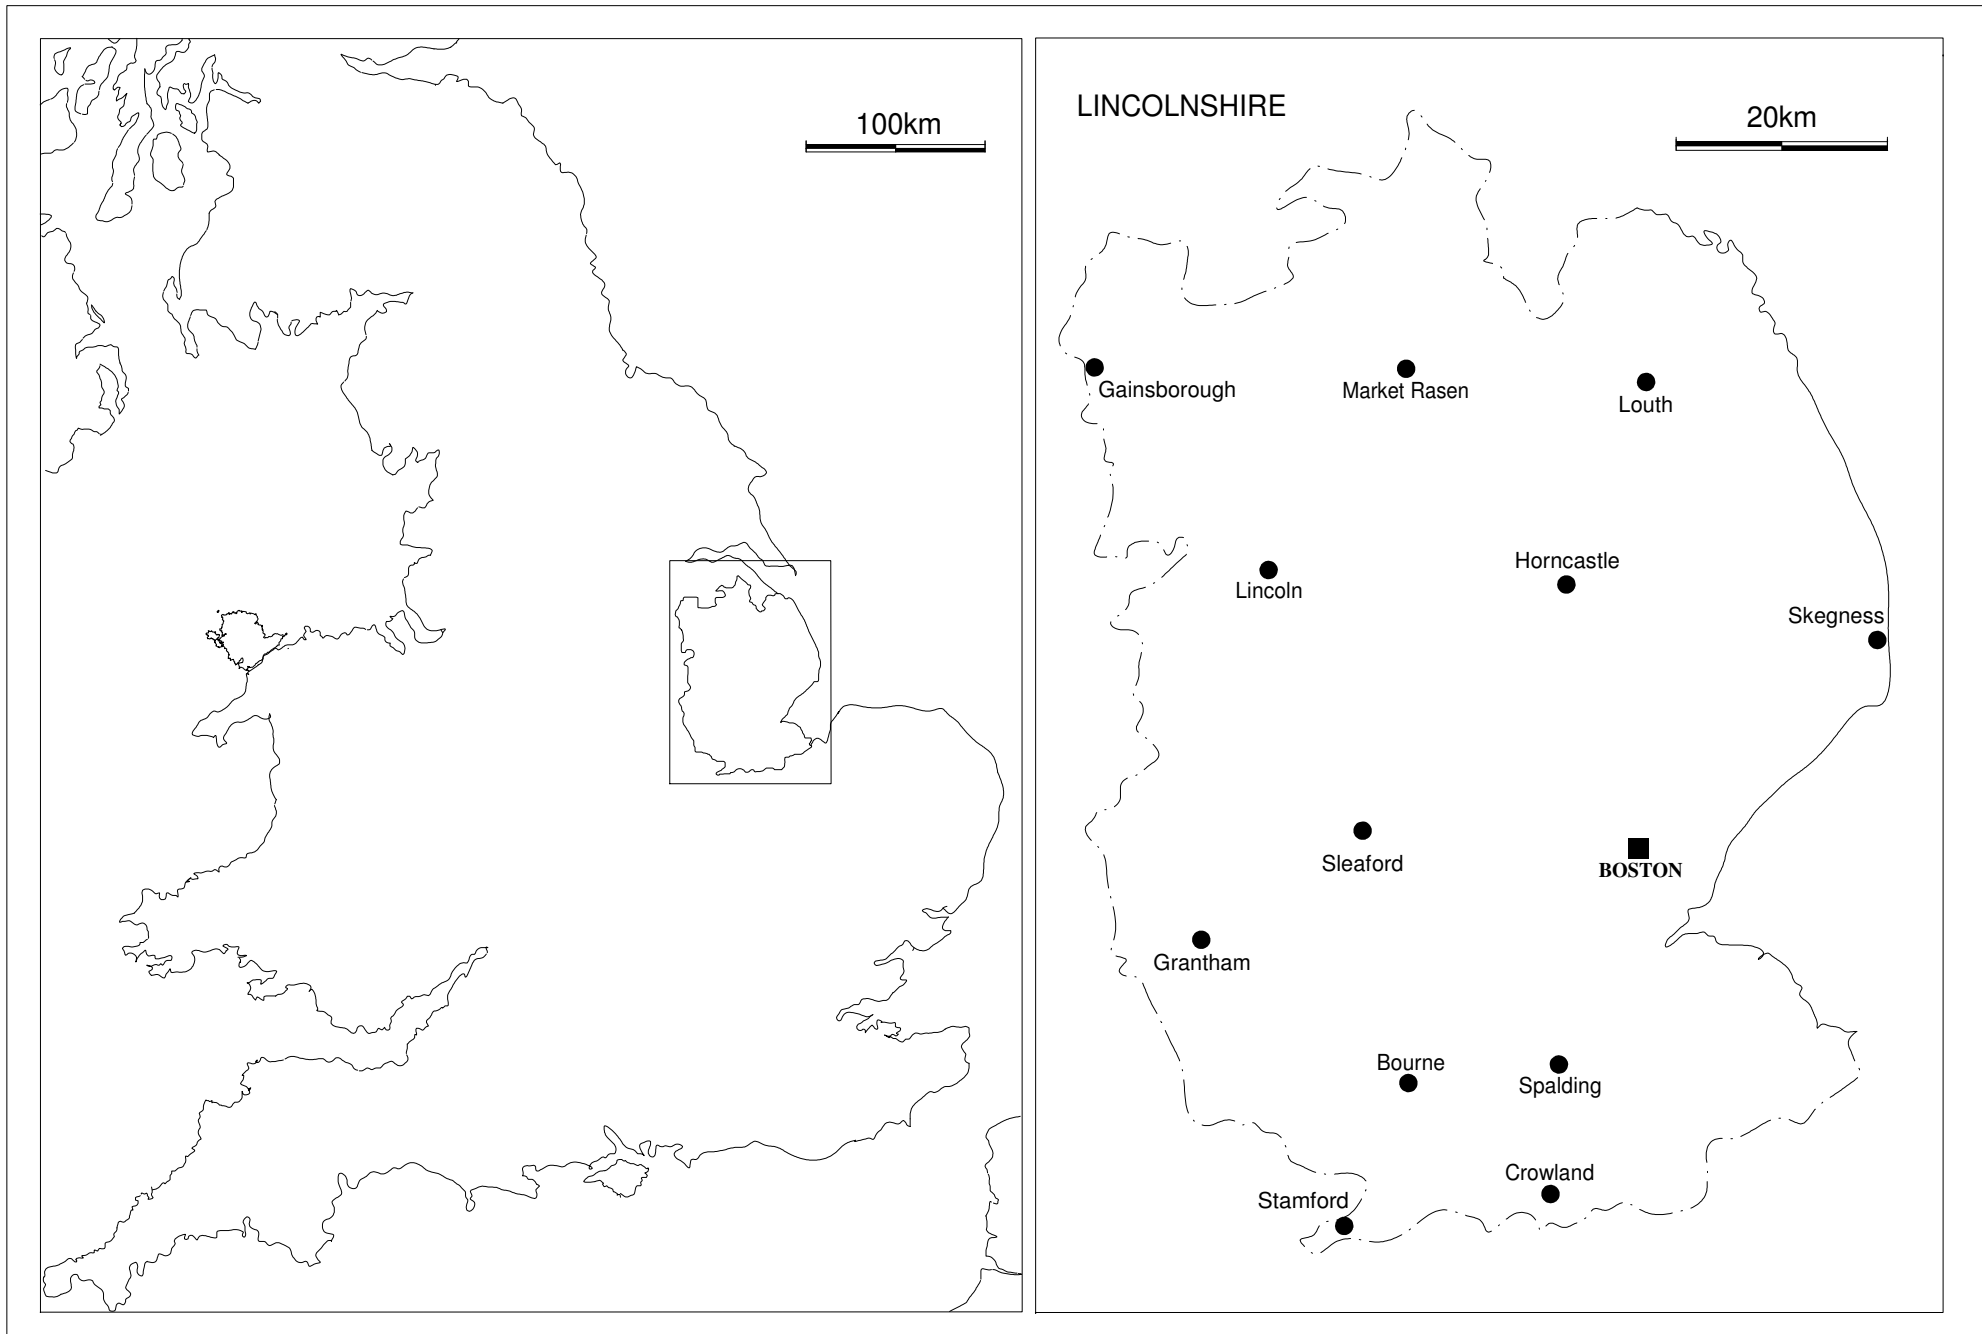 100km
LINCOLNSHIRE
20km
Gainsborough
Market Rasen
Louth
Horncastle
Lincoln
Skegness
Sleaford
BOSTON
Grantham
Bourne
Spalding
Crowland
Stamford